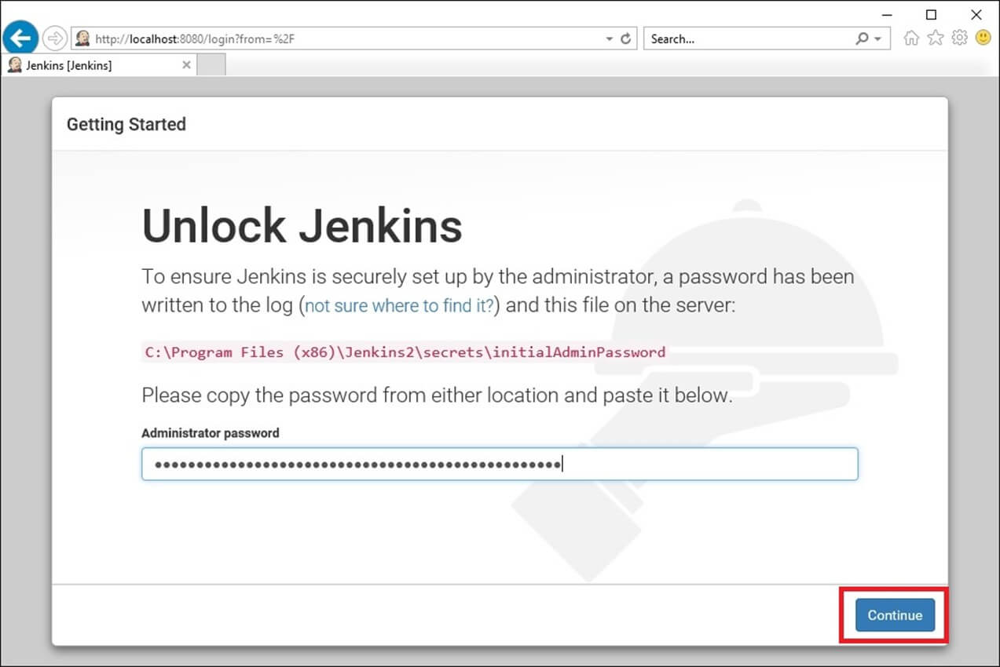 http://localhost:8080/login?from=%2F
Search...
Jenkins [Jenkins]
Getting Started
Unlock Jenkins
To ensure Jenkins is securely set up by the administrator, a password has been
written to the log (not sure where to find it?) and this file on the server:
C:\Program Files (x86)\Jenkins2\secrets\initialAdminPassword
Please copy the password from either location and paste it below.
Administrator password
Continue